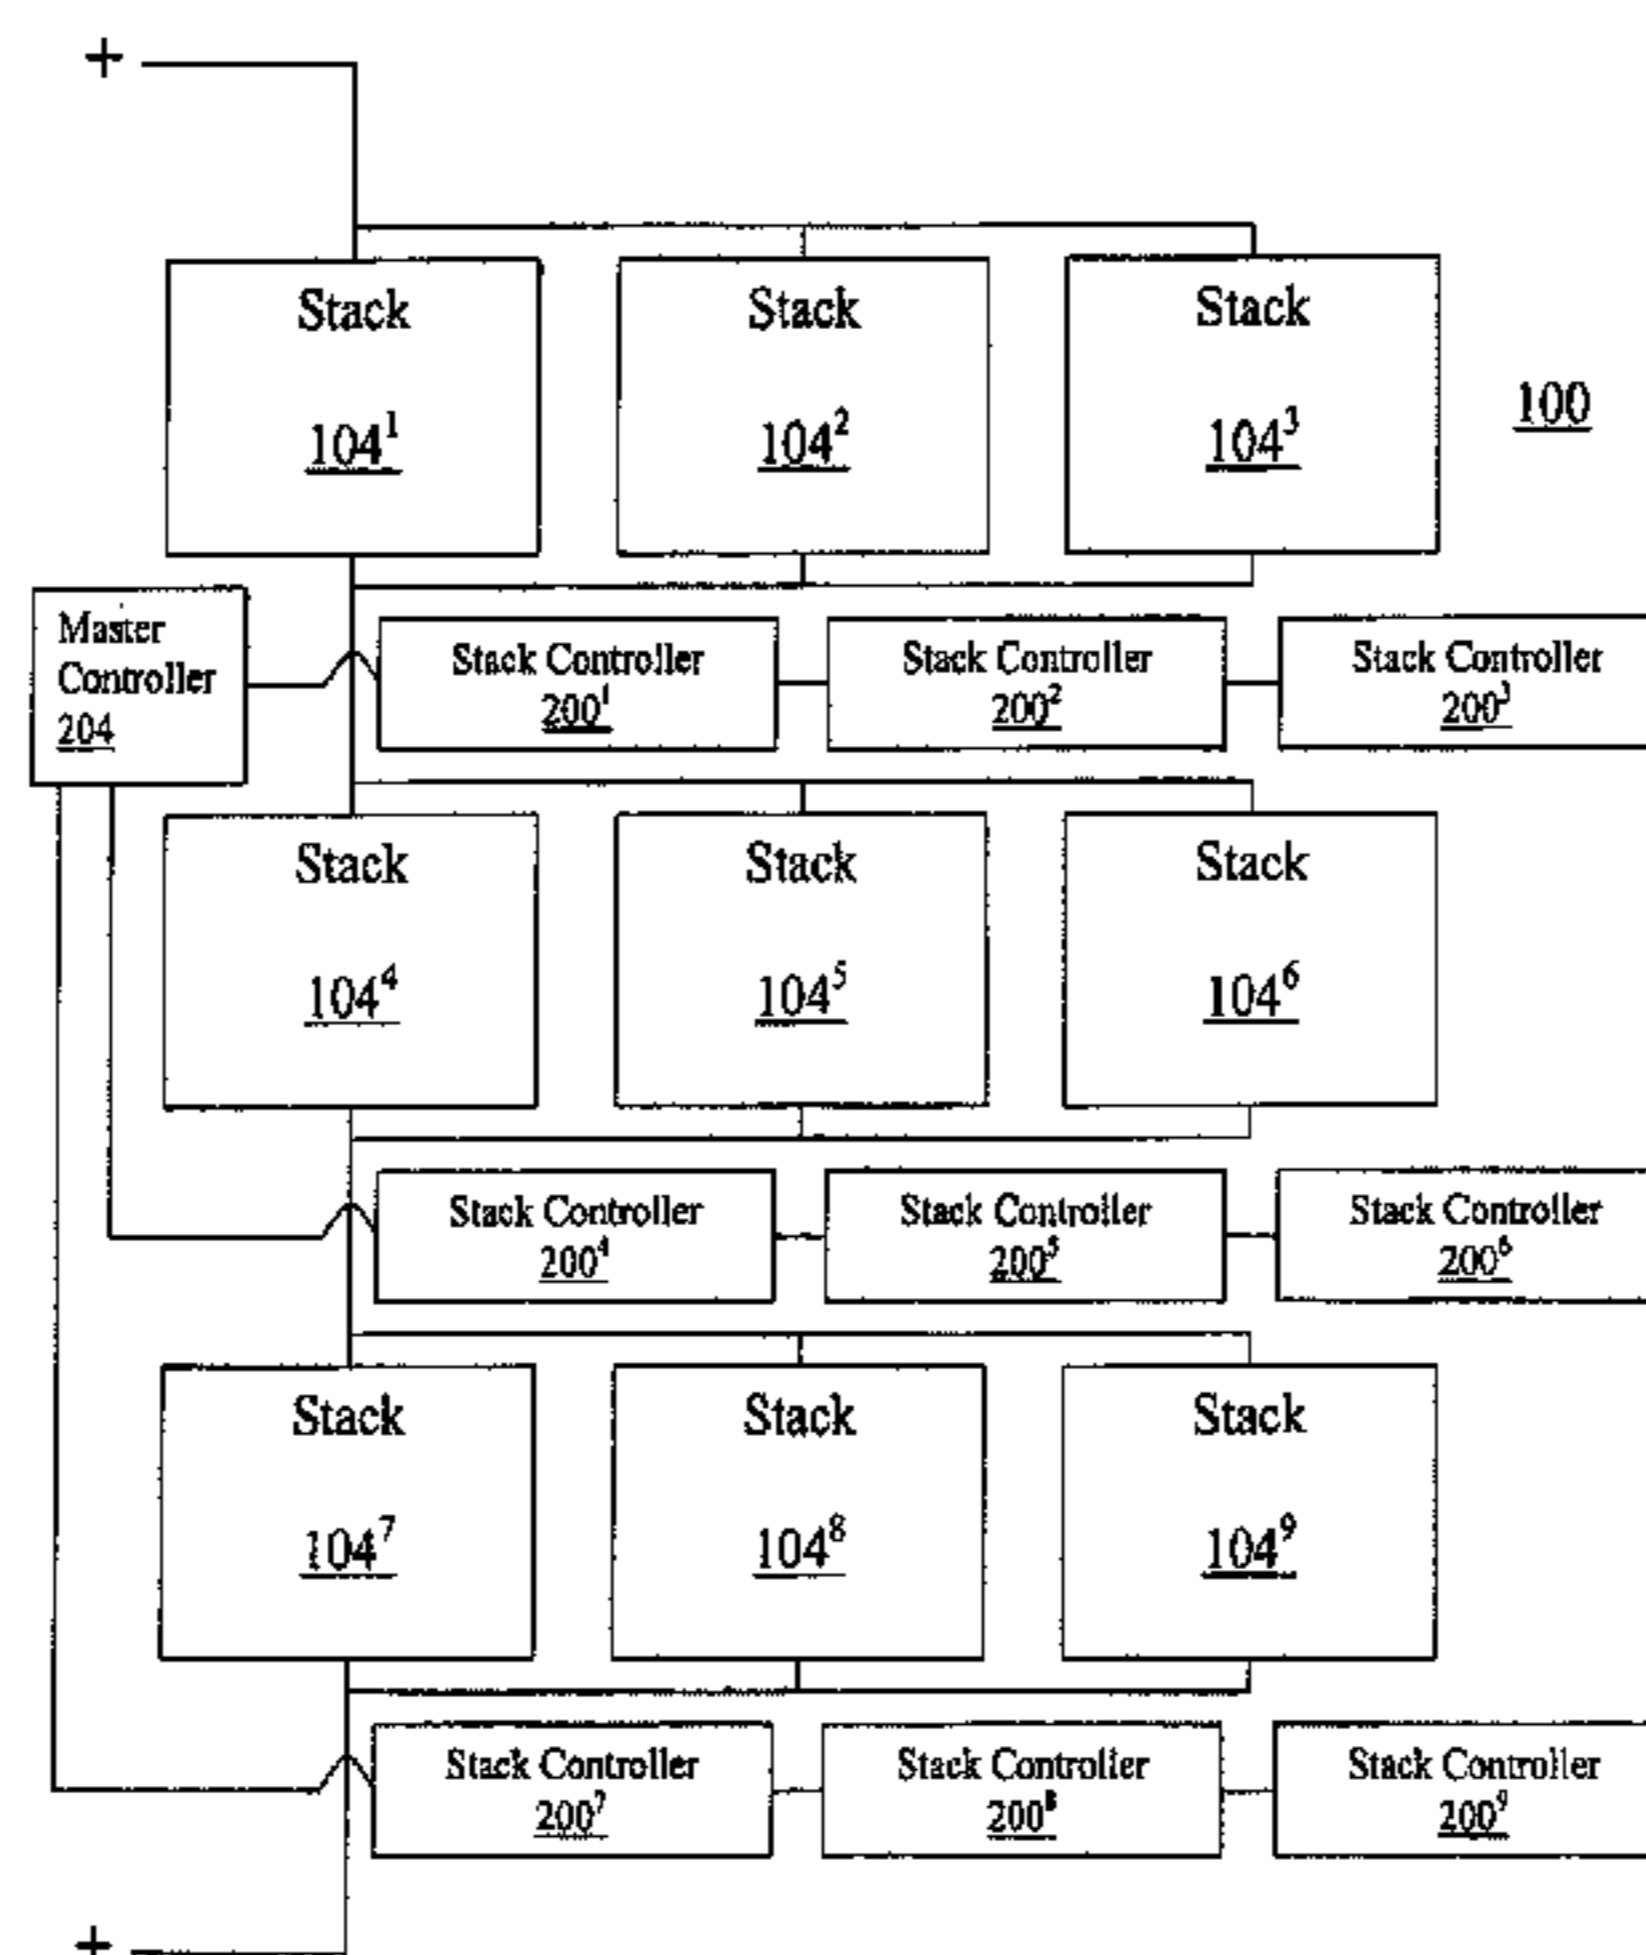 +
Stack
Stack
Stack
104¹
104²
104³
100
Master
Controller
204
Stack Controller
200¹
Stack Controller
200²
Stack Controller
200³
Stack
Stack
Stack
104⁴
104⁵
104⁶
Stack Controller
200⁴
Stack Controller
200⁵
Stack Controller
200⁶
Stack
Stack
Stack
104⁷
104⁸
104⁹
Stack Controller
200⁷
Stack Controller
200⁸
Stack Controller
200⁹
+